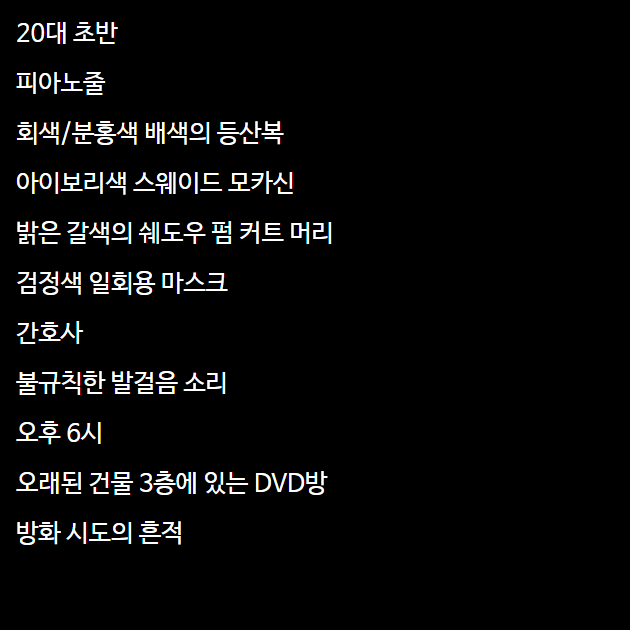 20대 초반
피아노줄
회색/분홍색 배색의 등산복
아이보리색 스웨이드 모카신
밝은 갈색의 쉐도우 펌 커트 머리
검정색 일회용 마스크
간호사
불규칙한 발걸음 소리
오후 6시
오래된 건물 3층에 있는 DVD방
방화 시도의 흔적